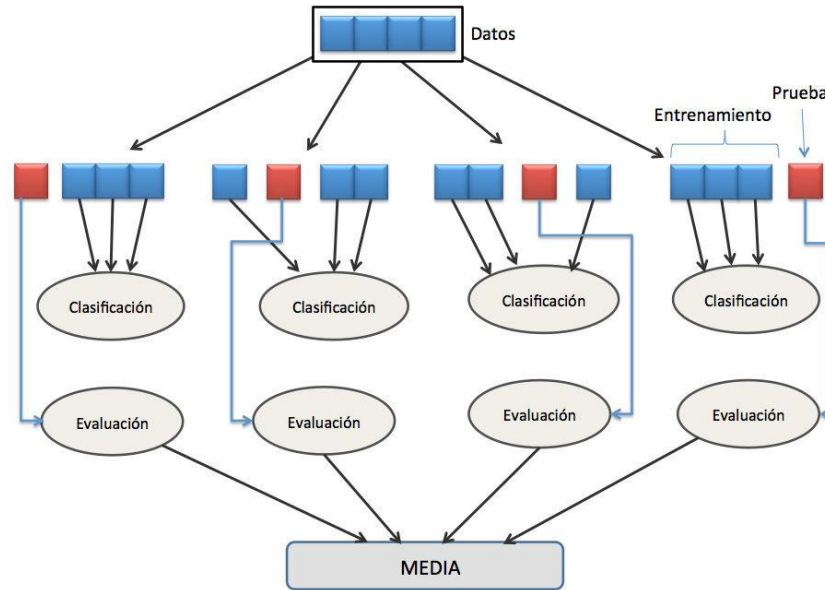 Datos
Prueba
Entrenamiento
Clasificación
Clasificación
Clasificación
Clasificación
Evaluación
Evaluación
Evaluación
Evaluación
MEDIA